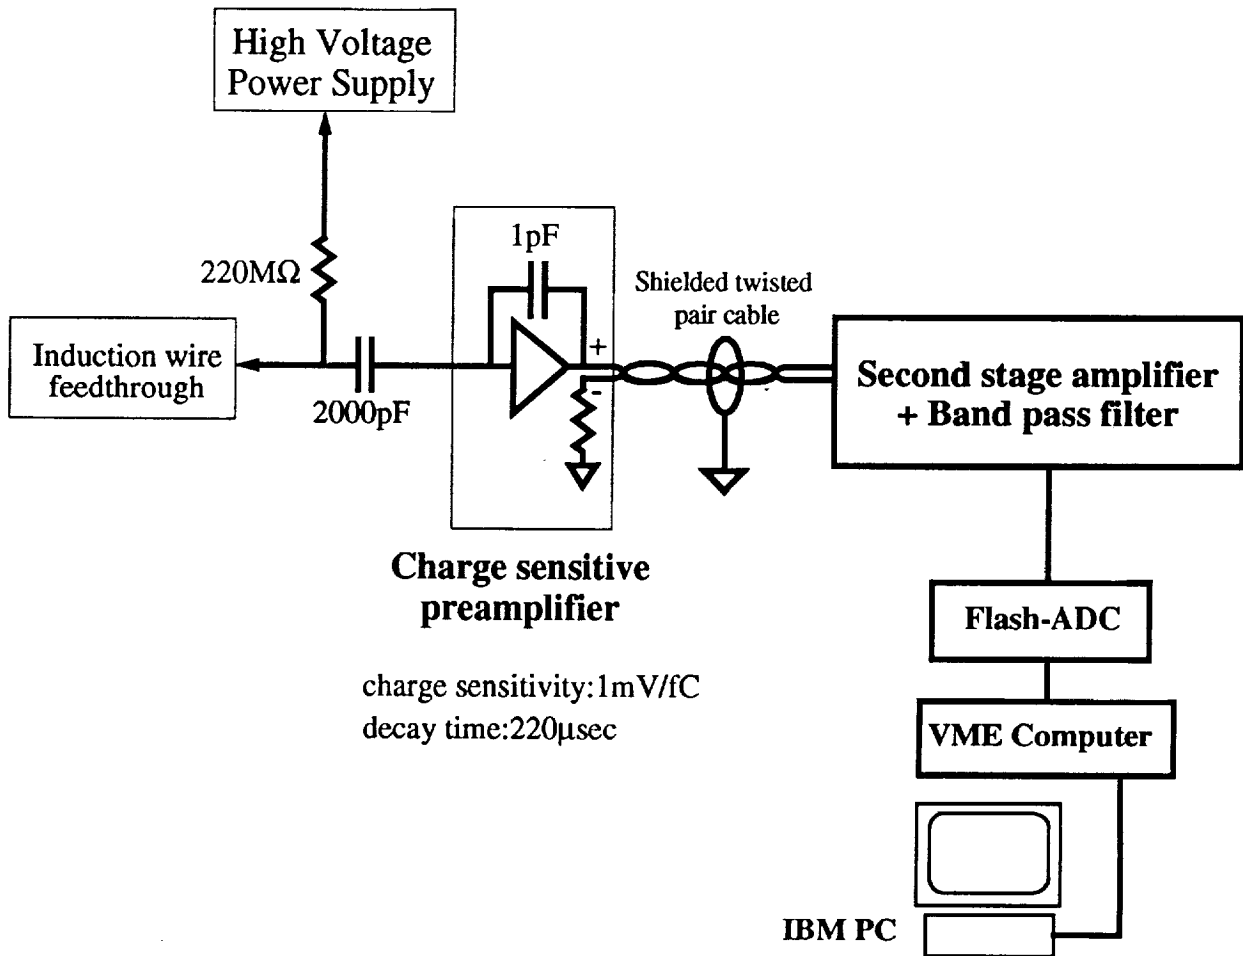 High Voltage
Power Supply
220MΩ
1pF
Shielded twisted
pair cable
Induction wire
feedthrough
2000pF
+
-
Second stage amplifier
+ Band pass filter
Charge sensitive
preamplifier
Flash-ADC
charge sensitivity:1mV/fC
decay time:220μsec
VME Computer
IBM PC